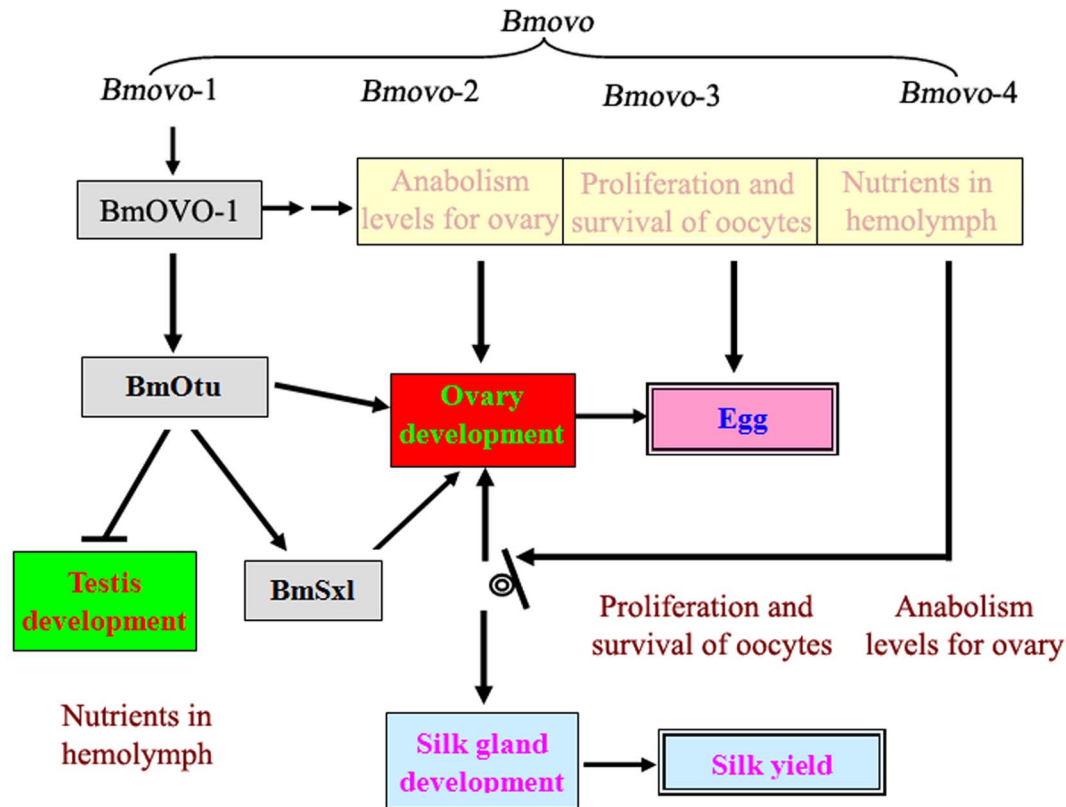 Bmovo
Bmovo-1
Bmovo-2
Bmovo-3
Bmovo-4
BmOVO-1
Anabolism
levels for ovary
Proliferation and
survival of oocytes
Nutrients in
hemolymph
BmOtu
Ovary
development
Egg
Testis
development
BmSxl
Proliferation and
survival of oocytes
Anabolism
levels for ovary
Nutrients in
hemolymph
Silk gland
development
Silk yield